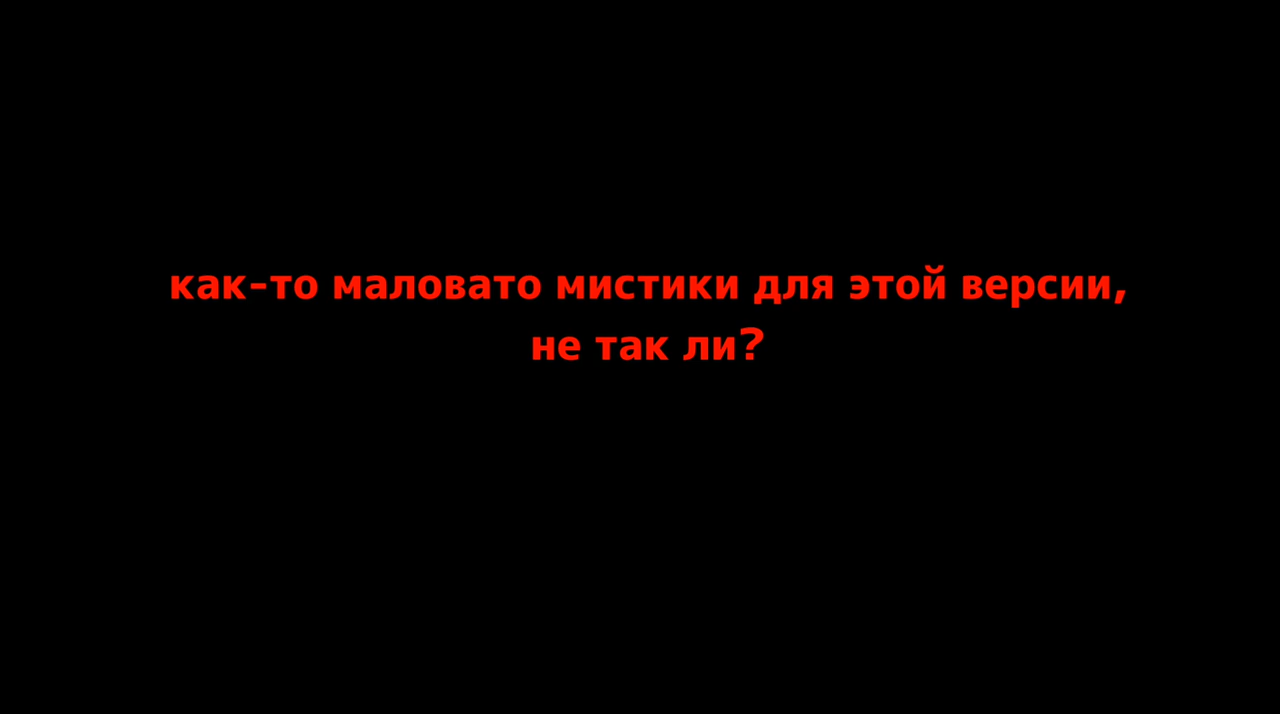 как-то маловато мистики для этой версии,
не так ли?